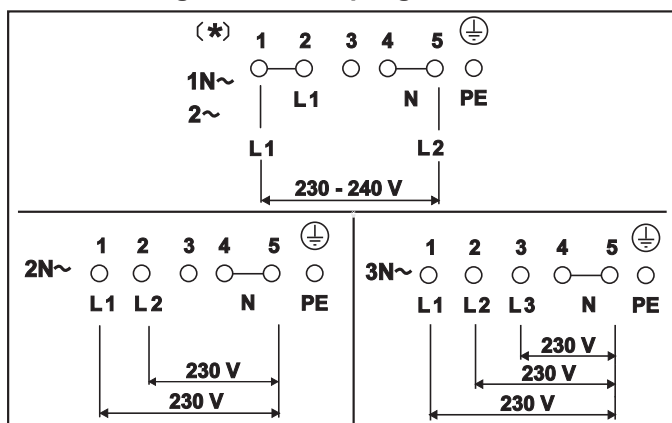 (*) 1 2 3 4 5
1N~ L1 N PE
2~
L1 L2
230 - 240 V
2N~ 1 2 3 4 5
L1 L2 N PE
230 V
230 V
3N~ 1 2 3 4 5
L1 L2 L3 N PE
230 V
230 V
230 V